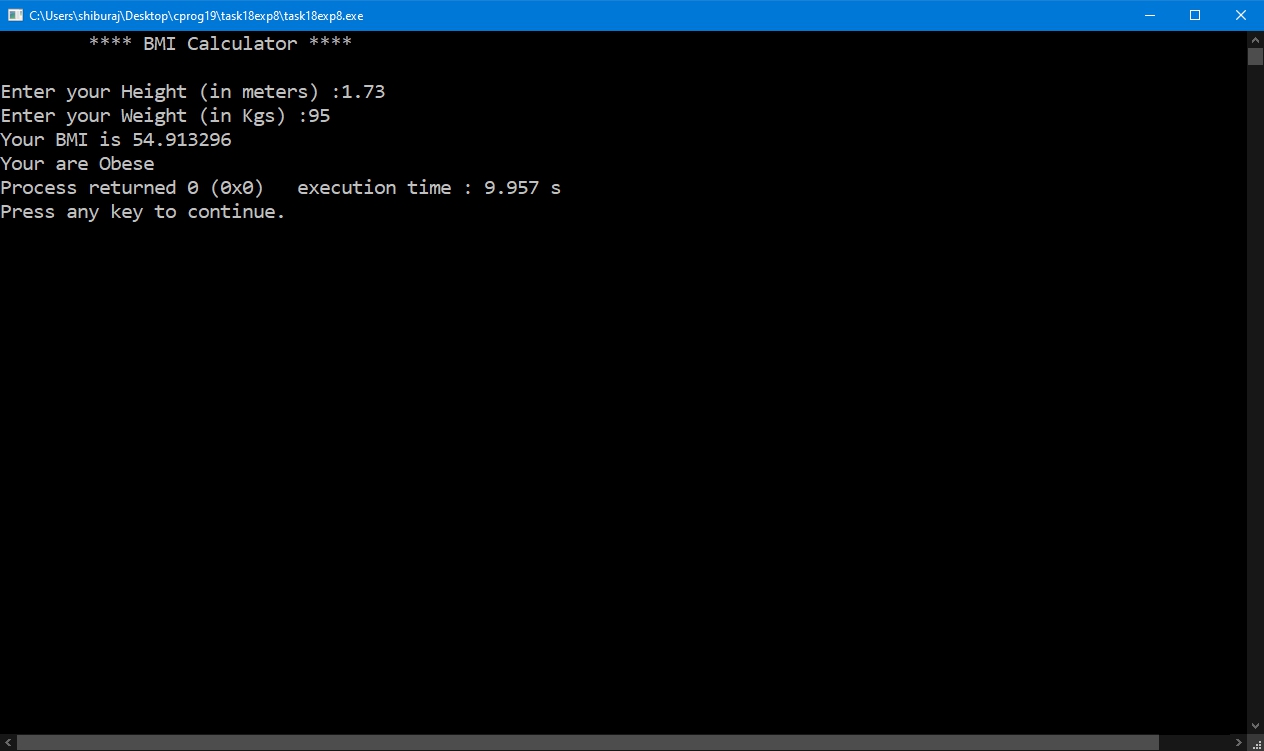 C:\Users\shiburaj\Desktop\cprog19\task18exp8\task18exp8.exe
**** BMI Calculator ****
Enter your Height (in meters) :1.73
Enter your Weight (in Kgs) :95
Your BMI is 54.913296
Your are Obese
Process returned 0 (0x0)   execution time : 9.957 s
Press any key to continue.